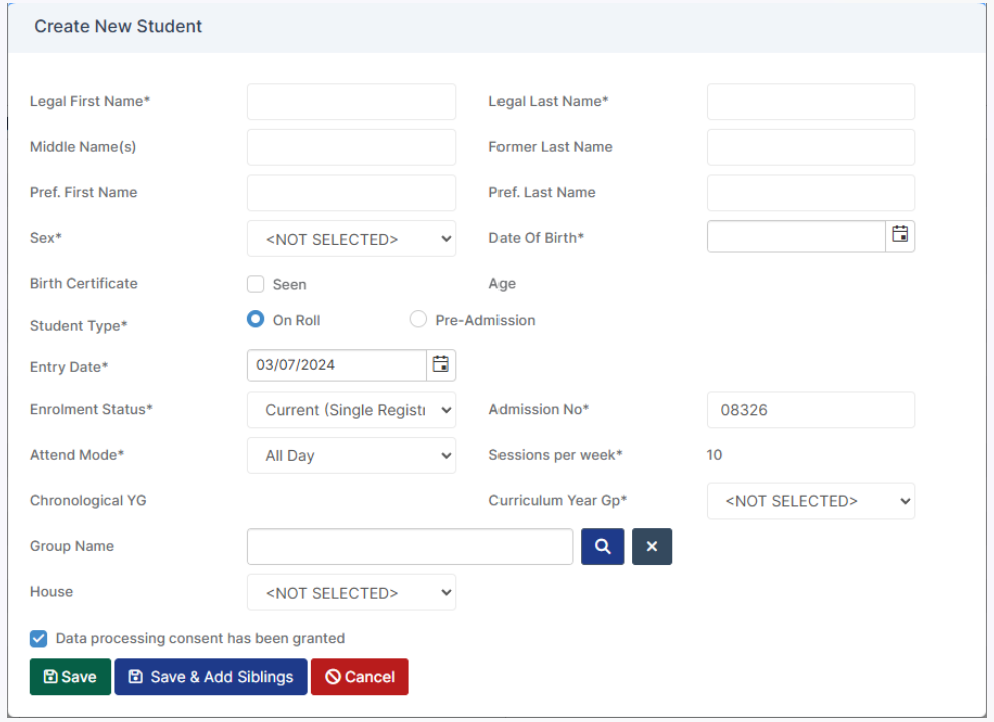 Create New Student
Legal First Name* Legal Last Name*
Middle Name(s) Former Last Name
Pref. First Name Pref. Last Name
Sex* <NOT SELECTED> Date Of Birth*
Birth Certificate Seen Age
Student Type* On Roll Pre-Admission
Entry Date* 03/07/2024
Enrolment Status* Current (Single Registr Admission No* 08326
Attend Mode* All Day Sessions per week* 10
Chronological YG Curriculum Year Gp* <NOT SELECTED>
Group Name
House <NOT SELECTED>
Data processing consent has been granted
Save Save & Add Siblings Cancel